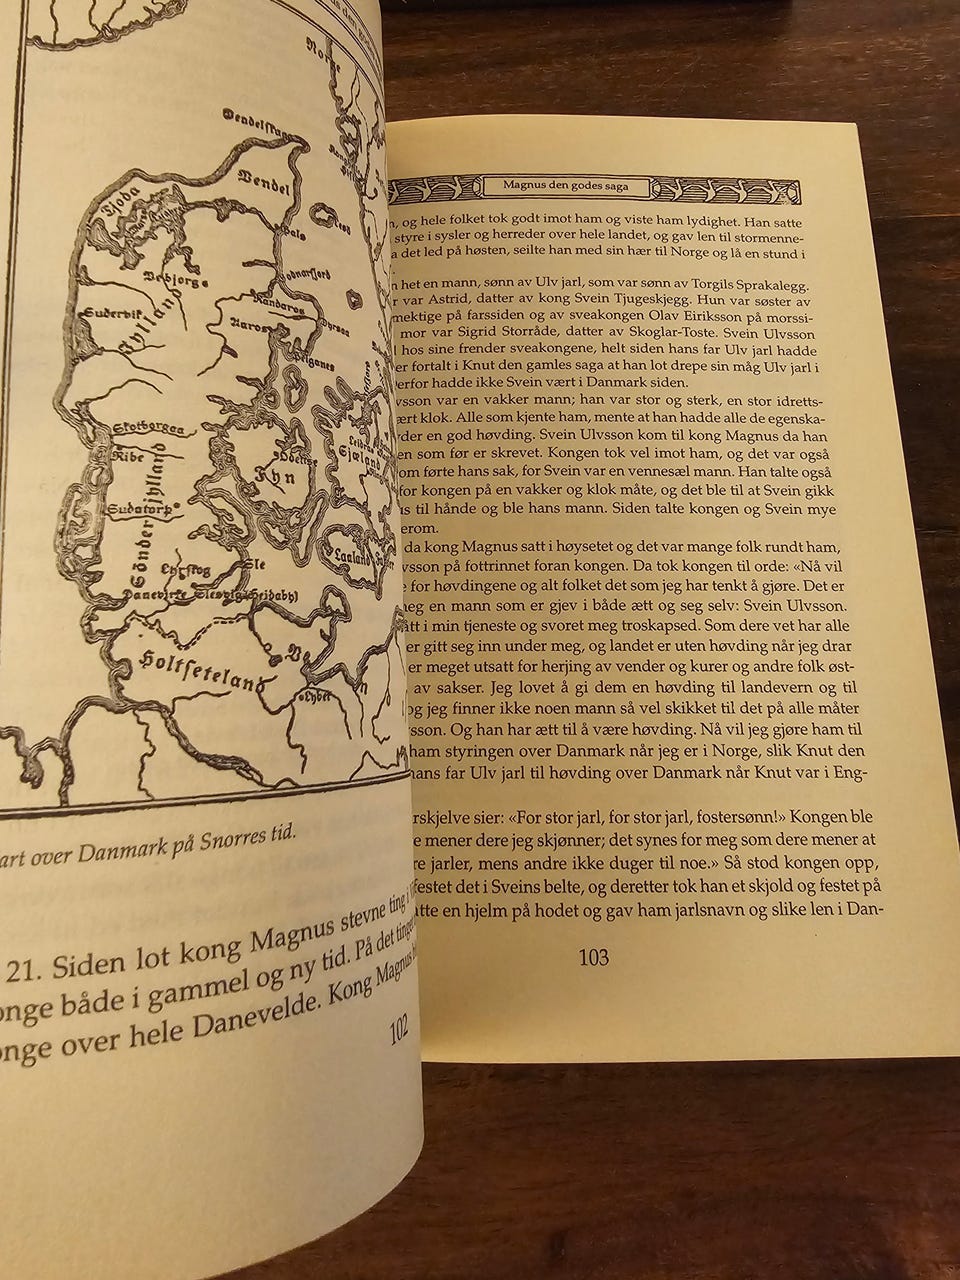 Norge
Vendelskage
Vendel
Vjoda
Hals
Vebjorge
Jylland
Sudervik
Randaros
Aaros
Helganes
Skotborgaa
Ribe
Odense
Fyn
Sjæland
Sudatorp
Sønderjylland
Laaland
Sle
Danevirke Slesvig(Heidaby)
Holtseteland
art over Danmark på Snorres tid.
21. Siden lot kong Magnus stevne ting i
onge både i gammel og ny tid. På det tinget
onge over hele Danevelde. Kong Magnus
102
Magnus den godes saga
, og hele folket tok godt imot ham og viste ham lydighet. Han satte
styre i sysler og herreder over hele landet, og gav len til stormenne-
a det led på høsten, seilte han med sin hær til Norge og lå en stund i
n het en mann, sønn av Ulv jarl, som var sønn av Torgils Sprakalegg.
r var Astrid, datter av kong Svein Tjugeskjegg. Hun var søster av
mektige på farssiden og av sveakongen Olav Eiriksson på morssi-
mor var Sigrid Storråde, datter av Skoglar-Toste. Svein Ulvsson
l hos sine frender sveakongene, helt siden hans far Ulv jarl hadde
er fortalt i Knut den gamles saga at han lot drepe sin måg Ulv jarl i
erfor hadde ikke Svein vært i Danmark siden.
vsson var en vakker mann; han var stor og sterk, en stor idretts-
ært klok. Alle som kjente ham, mente at han hadde alle de egenska-
der en god høvding. Svein Ulvsson kom til kong Magnus da han
en som før er skrevet. Kongen tok vel imot ham, og det var også
om førte hans sak, for Svein var en vennesæl mann. Han talte også
for kongen på en vakker og klok måte, og det ble til at Svein gikk
s til hånde og ble hans mann. Siden talte kongen og Svein mye
erom.
da kong Magnus satt i høysetet og det var mange folk rundt ham,
vsson på fottrinnet foran kongen. Da tok kongen til orde: «Nå vil
e for høvdingene og alt folket det som jeg har tenkt å gjøre. Det er
neg en mann som er gjev i både ætt og seg selv: Svein Ulvsson.
ått i min tjeneste og svoret meg troskapsed. Som dere vet har alle
er gitt seg inn under meg, og landet er uten høvding når jeg drar
er meget utsatt for herjing av vender og kurer og andre folk øst-
av sakser. Jeg lovet å gi dem en høvding til landevern og til
og jeg finner ikke noen mann så vel skikket til det på alle måter
vsson. Og han har ætt til å være høvding. Nå vil jeg gjøre ham til
ham styringen over Danmark når jeg er i Norge, slik Knut den
hans far Ulv jarl til høvding over Danmark når Knut var i Eng-
rskjelve sier: «For stor jarl, for stor jarl, fostersønn!» Kongen ble
e mener dere jeg skjønner; det synes for meg som dere mener at
re jarler, mens andre ikke duger til noe.» Så stod kongen opp,
festet det i Sveins belte, og deretter tok han et skjold og festet på
atte en hjelm på hodet og gav ham jarlsnavn og slike len i Dan-
103